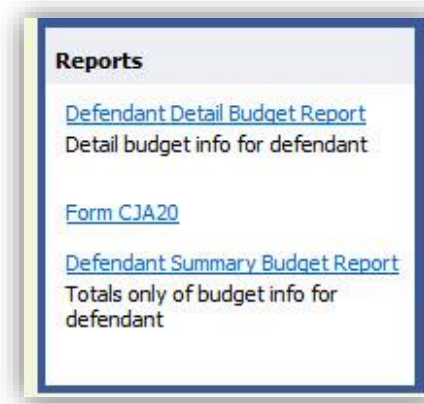 Reports
Defendant Detail Budget Report
Detail budget info for defendant
Form CJA20
Defendant Summary Budget Report
Totals only of budget info for
defendant